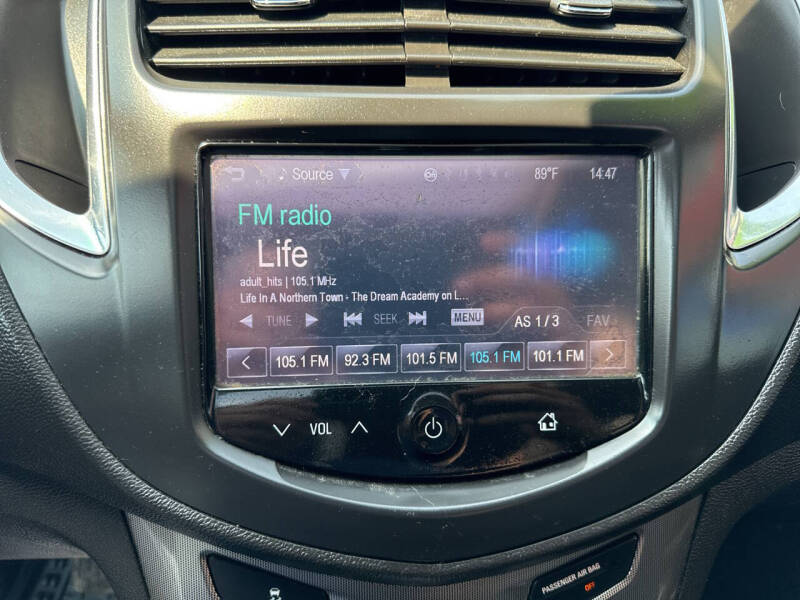 Source 89°F 14:47
FM radio
Life
adult_hits | 105.1 MHz
Life In A Northern Town - The Dream Academy on L...
TUNE SEEK MENU AS 1 / 3 FAV
105.1 FM 92.3 FM 101.5 FM 105.1 FM 101.1 FM
VOL
PASSENGER AIR BAG
OFF